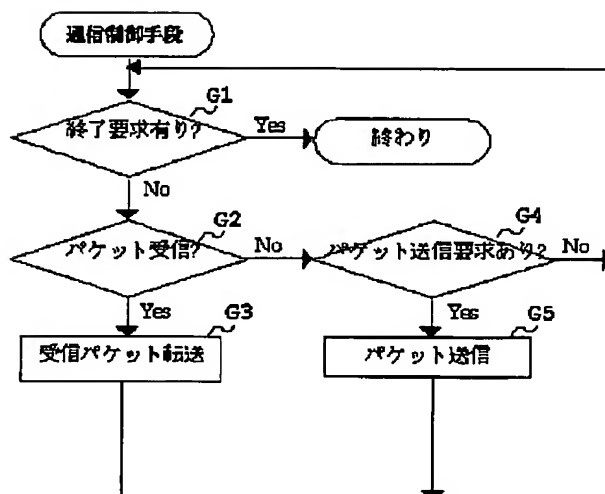 通信制御手段
G1
終了要求有り?
Yes
終わり
No
G2
パケット受信?
No
G4
パケット送信要求あり?
No
Yes
G3
受信パケット転送
Yes
G5
パケット送信